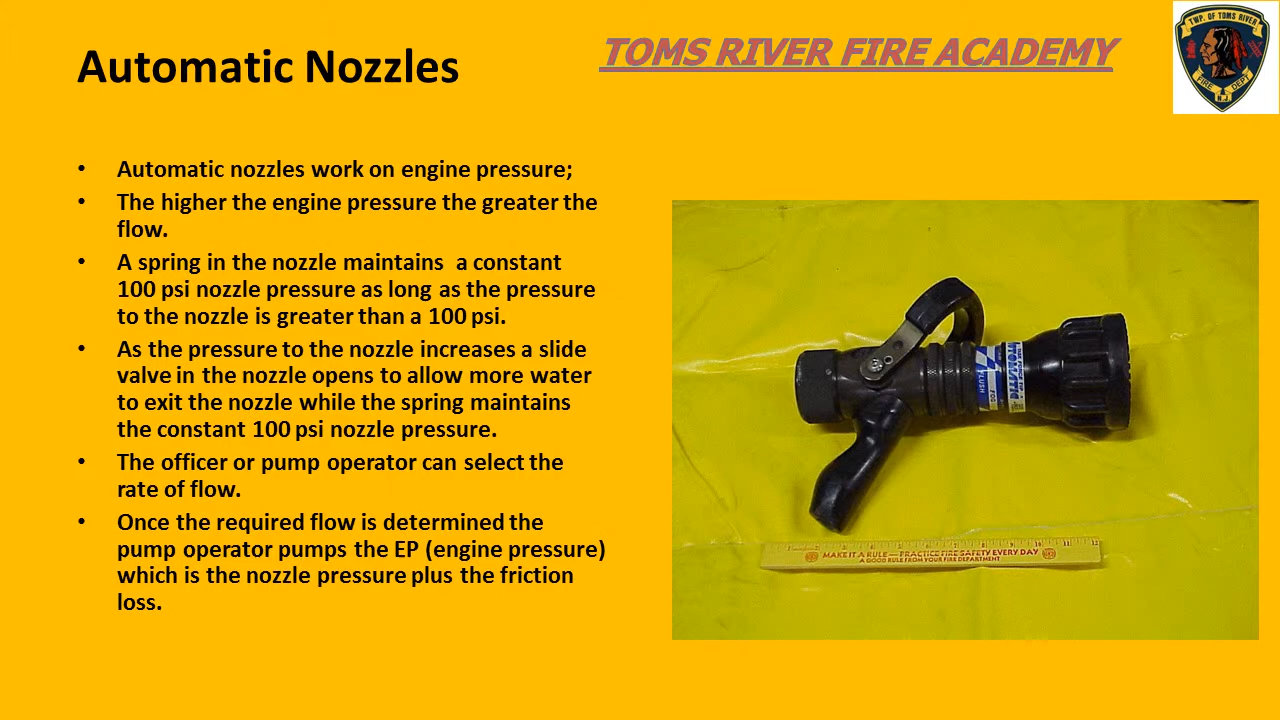 Automatic Nozzles
TOMS RIVER FIRE ACADEMY
TWP. OF TOMS RIVER
FIRE DEPT
N.J.
• Automatic nozzles work on engine pressure;
• The higher the engine pressure the greater the
flow.
• A spring in the nozzle maintains  a constant
100 psi nozzle pressure as long as the pressure
to the nozzle is greater than a 100 psi.
• As the pressure to the nozzle increases a slide
valve in the nozzle opens to allow more water
to exit the nozzle while the spring maintains
the constant 100 psi nozzle pressure.
• The officer or pump operator can select the
rate of flow.
• Once the required flow is determined the
pump operator pumps the EP (engine pressure)
which is the nozzle pressure plus the friction
loss.
FLUSH
FOG
AUTOMATIC
MAKE IT A RULE—PRACTICE FIRE SAFETY EVERY DAY
A GOOD RULE FROM YOUR FIRE DEPARTMENT